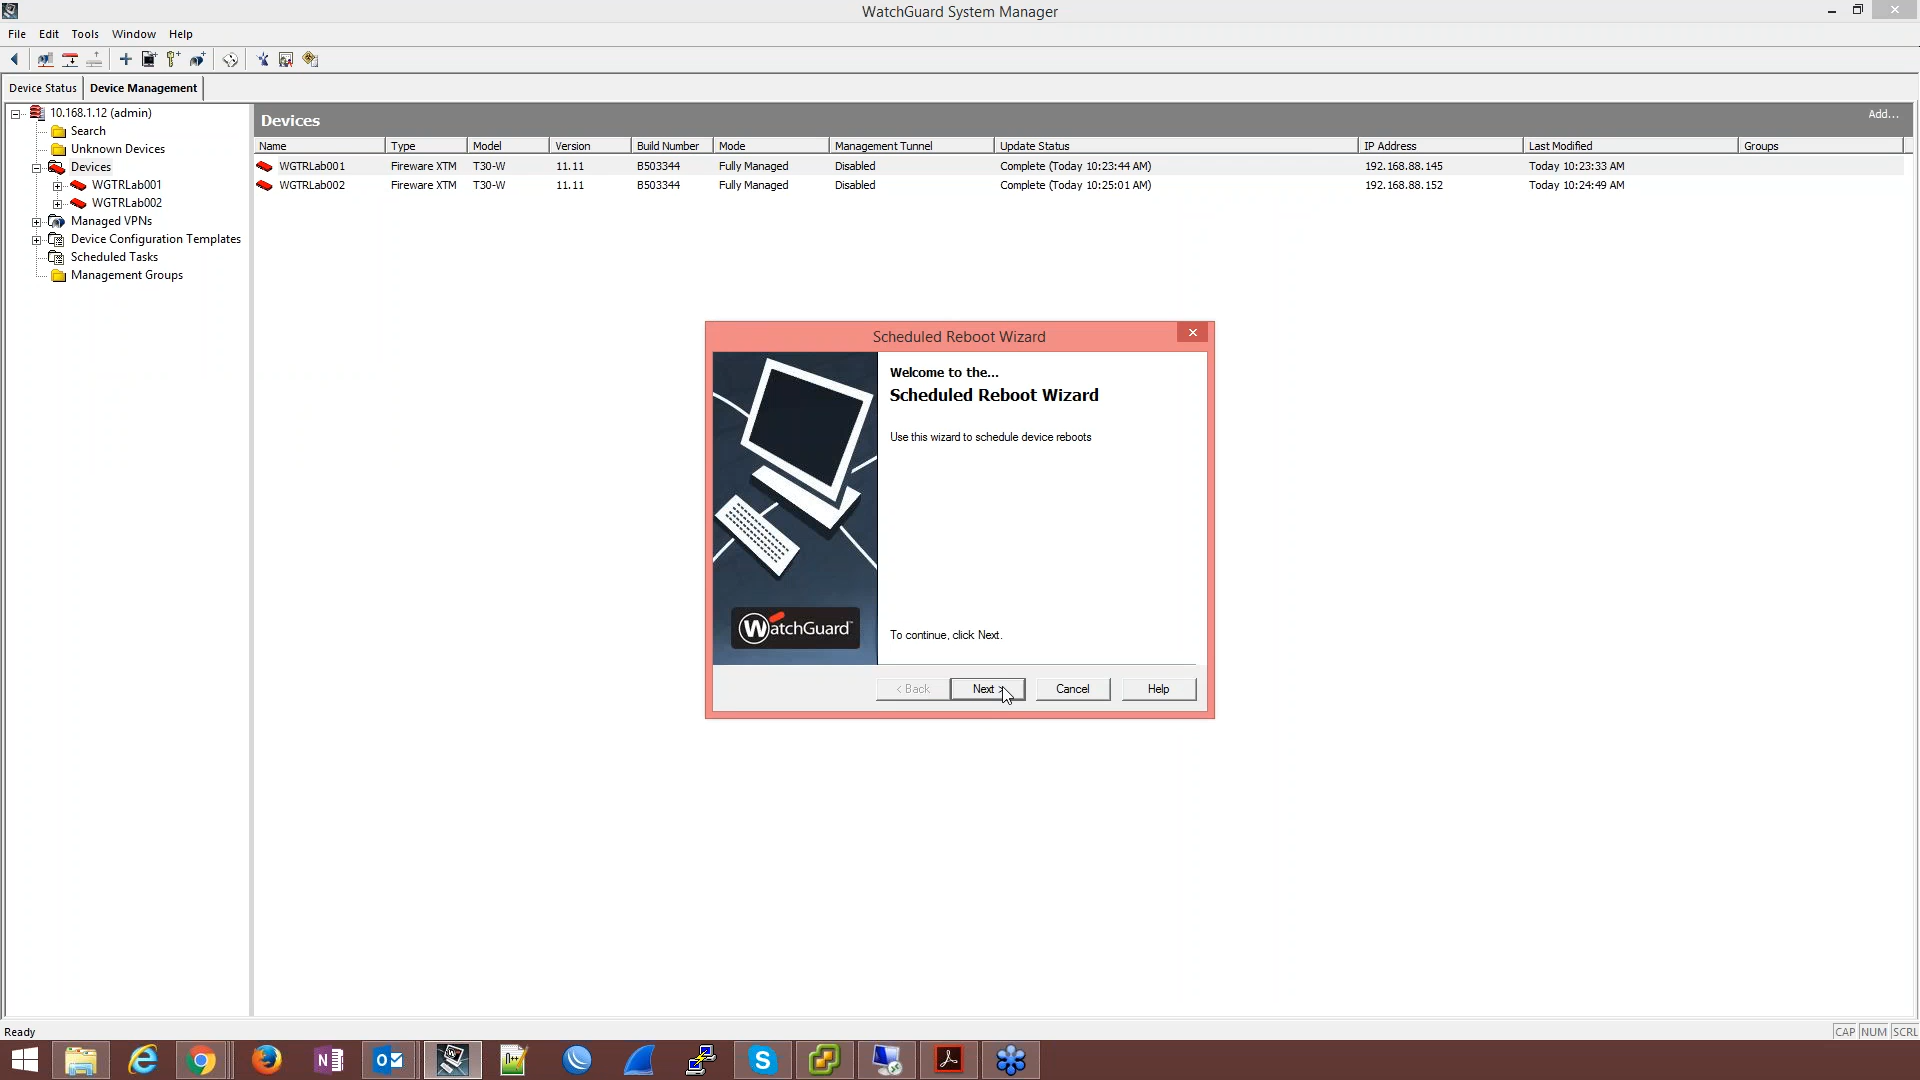 WatchGuard System Manager
File Edit Tools Window Help
Device Status Device Management
10.168.1.12 (admin)
Search
Unknown Devices
Devices
WGTRLab001
WGTRLab002
Managed VPNs
Device Configuration Templates
Scheduled Tasks
Management Groups
Devices Add...
Name Type Model Version Build Number Mode Management Tunnel Update Status IP Address Last Modified Groups
WGTRLab001 Fireware XTM T30-W 11.11 B503344 Fully Managed Disabled Complete (Today 10:23:44 AM) 192.168.88.145 Today 10:23:33 AM
WGTRLab002 Fireware XTM T30-W 11.11 B503344 Fully Managed Disabled Complete (Today 10:25:01 AM) 192.168.88.152 Today 10:24:49 AM
Scheduled Reboot Wizard
Welcome to the...
Scheduled Reboot Wizard
Use this wizard to schedule device reboots
WatchGuard
To continue, click Next.
< Back Next > Cancel Help
Ready CAP NUM SCRL